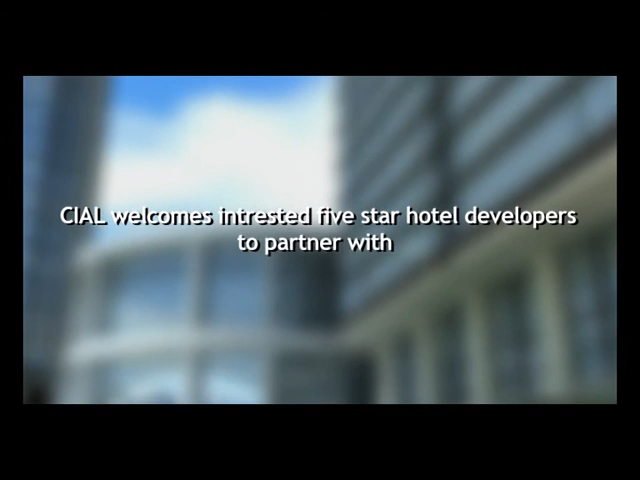 CIAL welcomes intrested five star hotel developers
to partner with